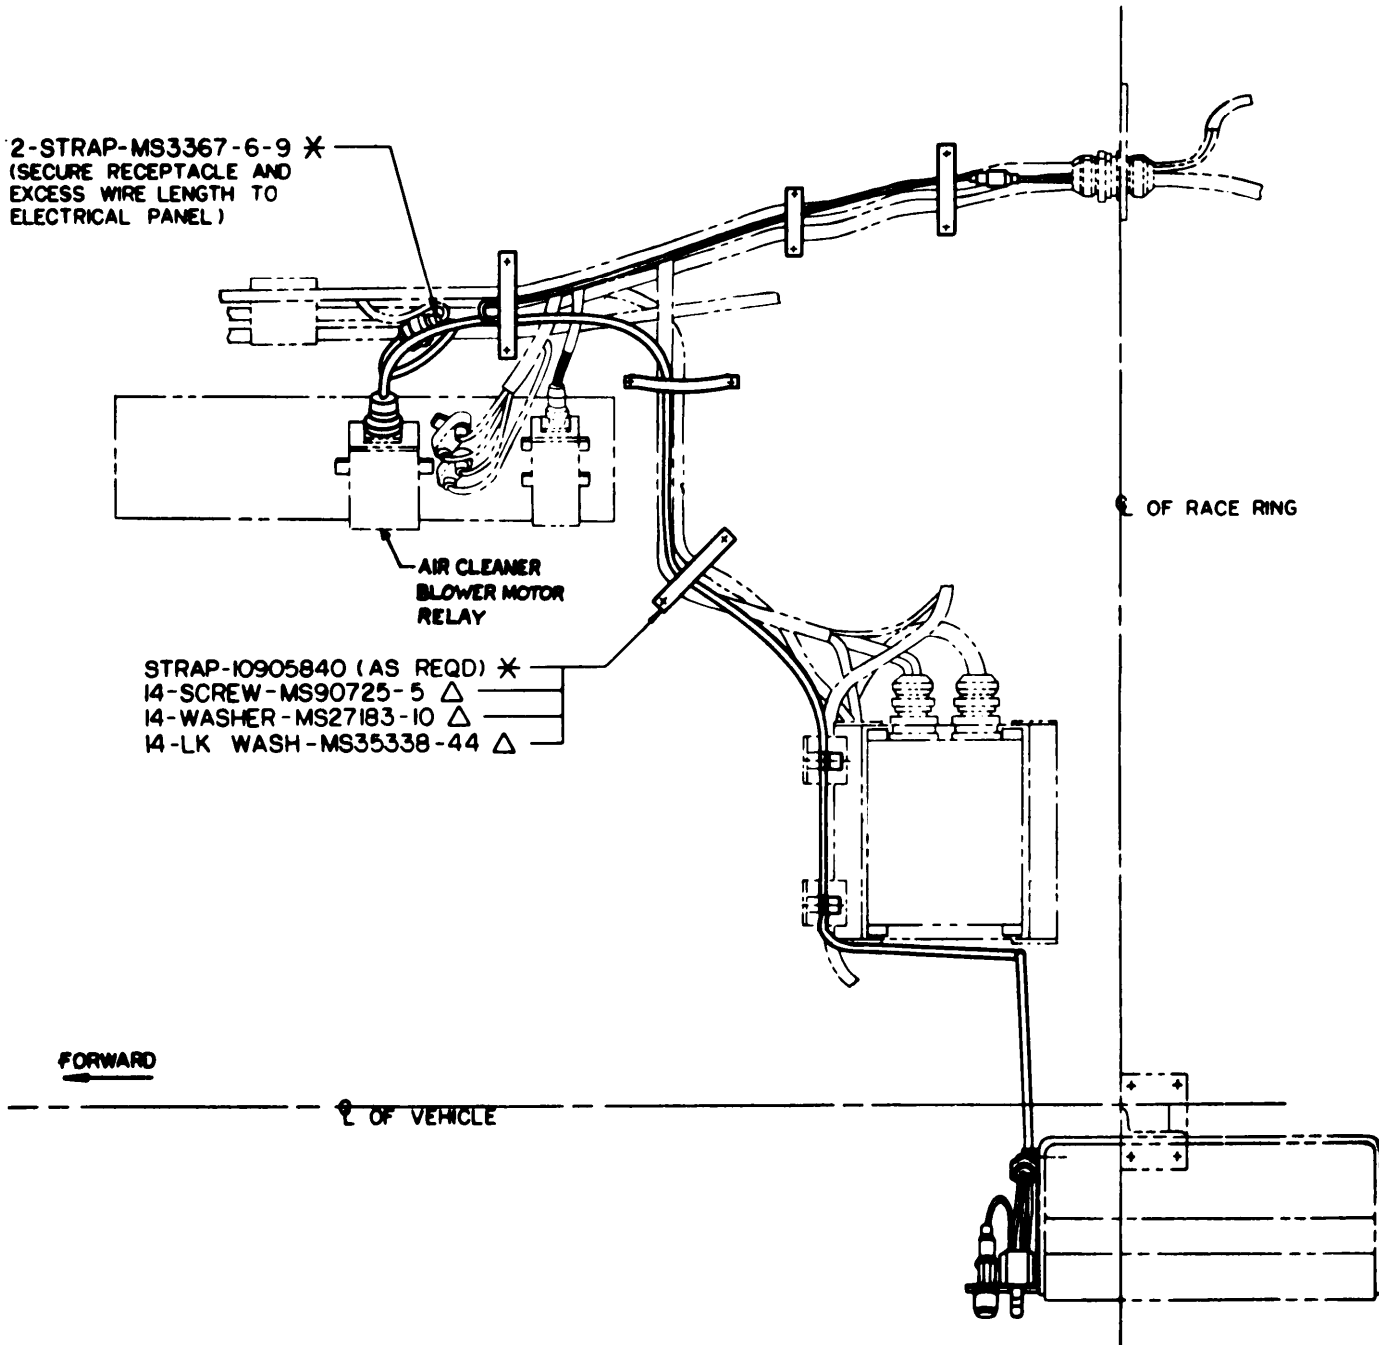 2-STRAP-MS3367-6-9 ✳
(SECURE RECEPTACLE AND
EXCESS WIRE LENGTH TO
ELECTRICAL PANEL)
℄ OF RACE RING
AIR CLEANER
BLOWER MOTOR
RELAY
STRAP-10905840 (AS REQD) ✳
14-SCREW-MS90725-5 △
14-WASHER-MS27183-10 △
14-LK WASH-MS35338-44 △
FORWARD
℄ OF VEHICLE